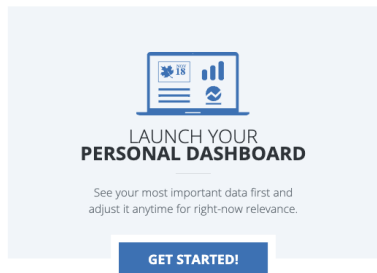 NOV
18
LAUNCH YOUR
PERSONAL DASHBOARD
See your most important data first and
adjust it anytime for right-now relevance.
GET STARTED!